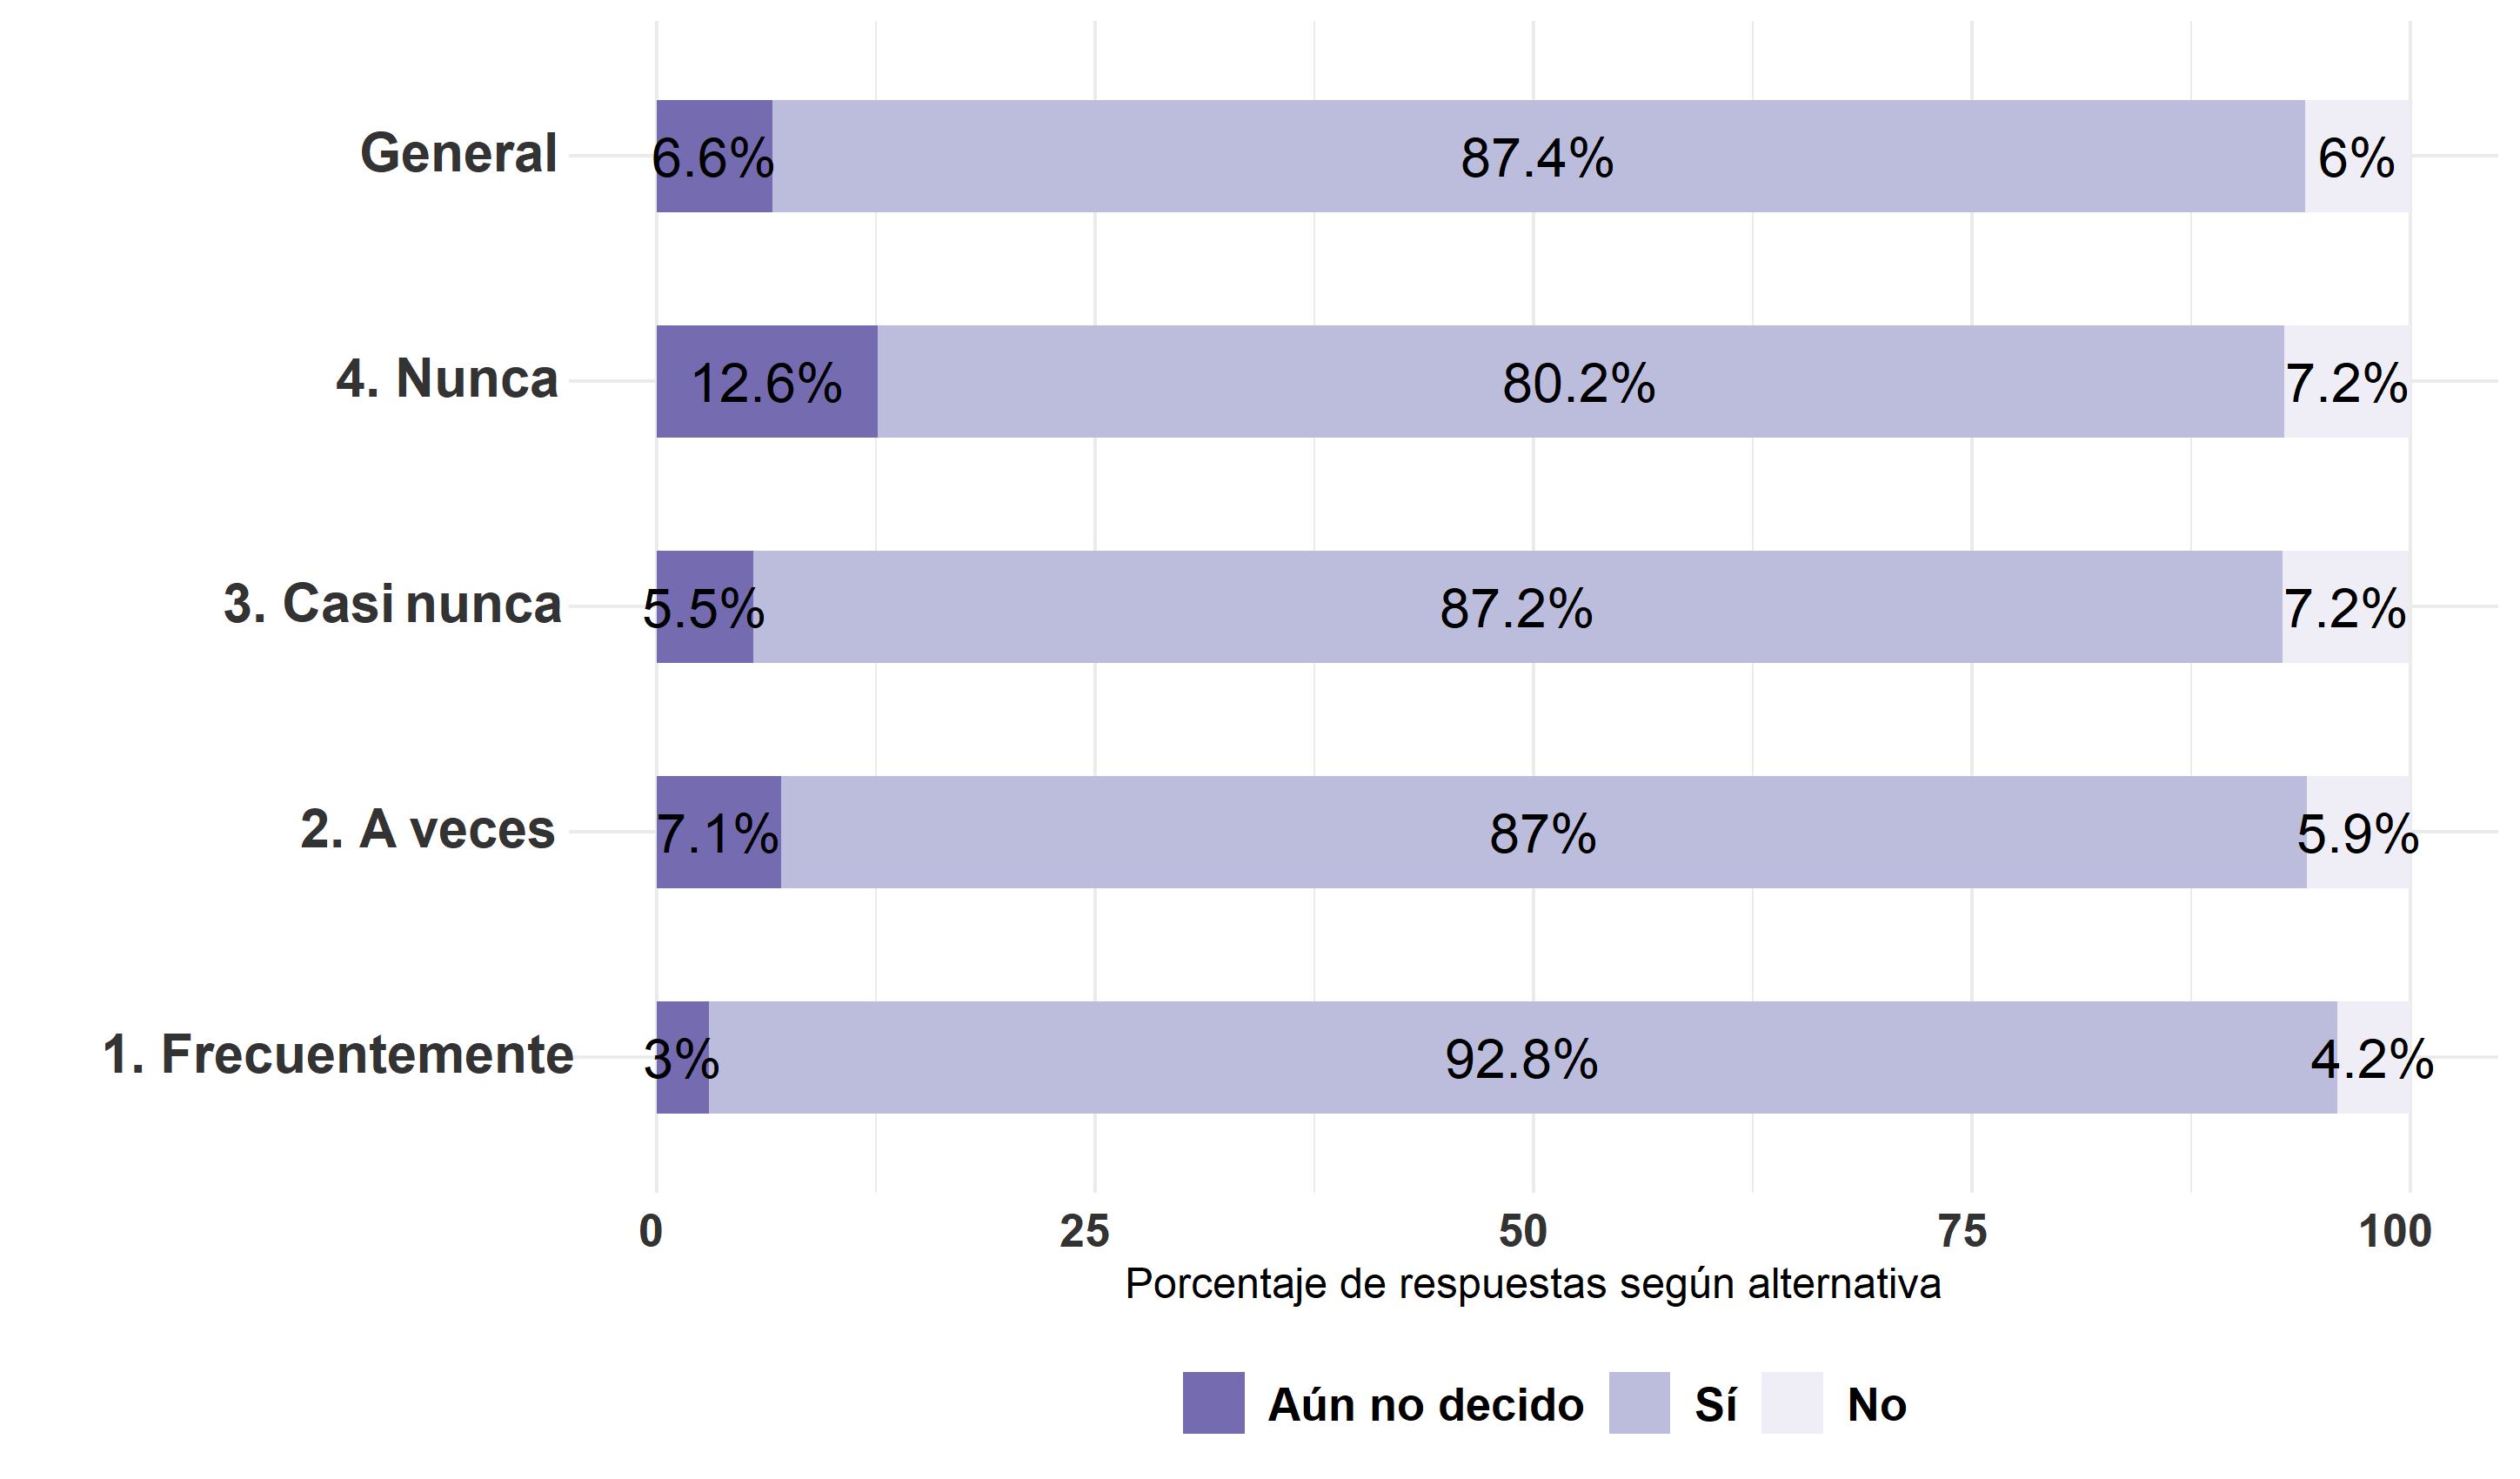 General 6.6% 87.4% 6%
4. Nunca 12.6% 80.2% 7.2%
3. Casi nunca 5.5% 87.2% 7.2%
2. A veces 7.1% 87% 5.9%
1. Frecuentemente 3% 92.8% 4.2%
0 25 50 75 100
Porcentaje de respuestas según alternativa
Aún no decido Sí No